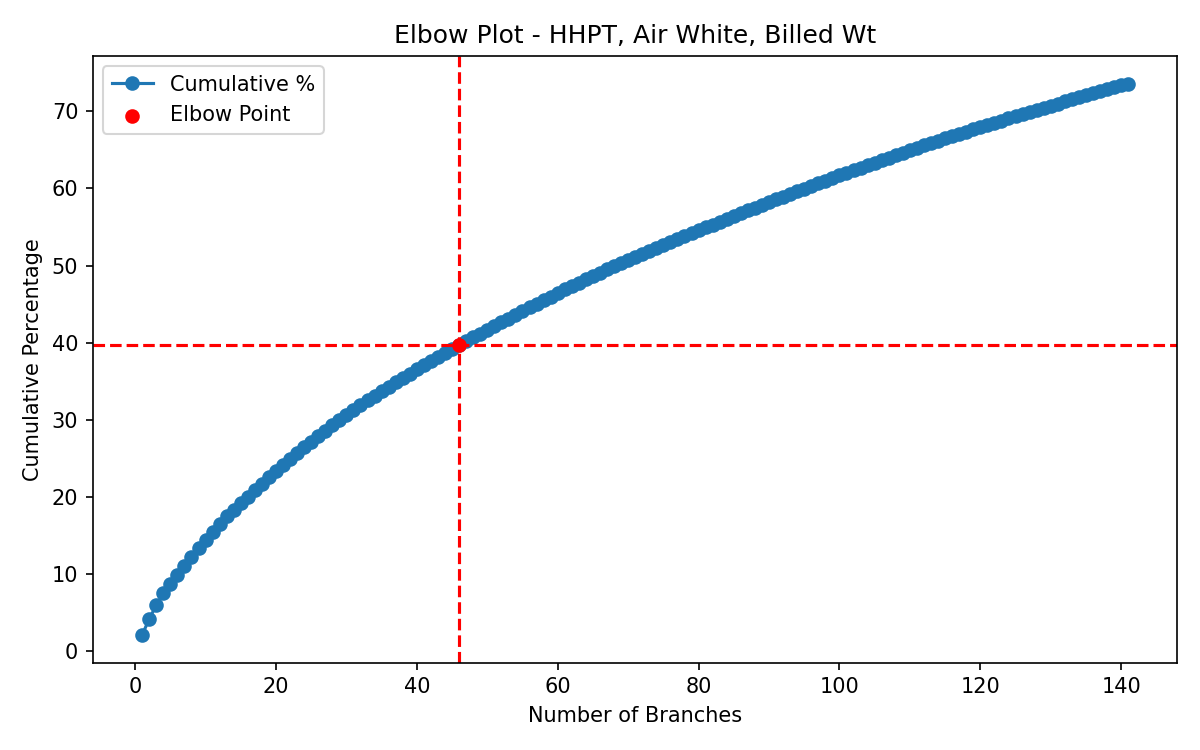 Elbow Plot - HHPT, Air White, Billed Wt
Cumulative %
Elbow Point
Cumulative Percentage
70
60
50
40
30
20
10
0
0 20 40 60 80 100 120 140
Number of Branches